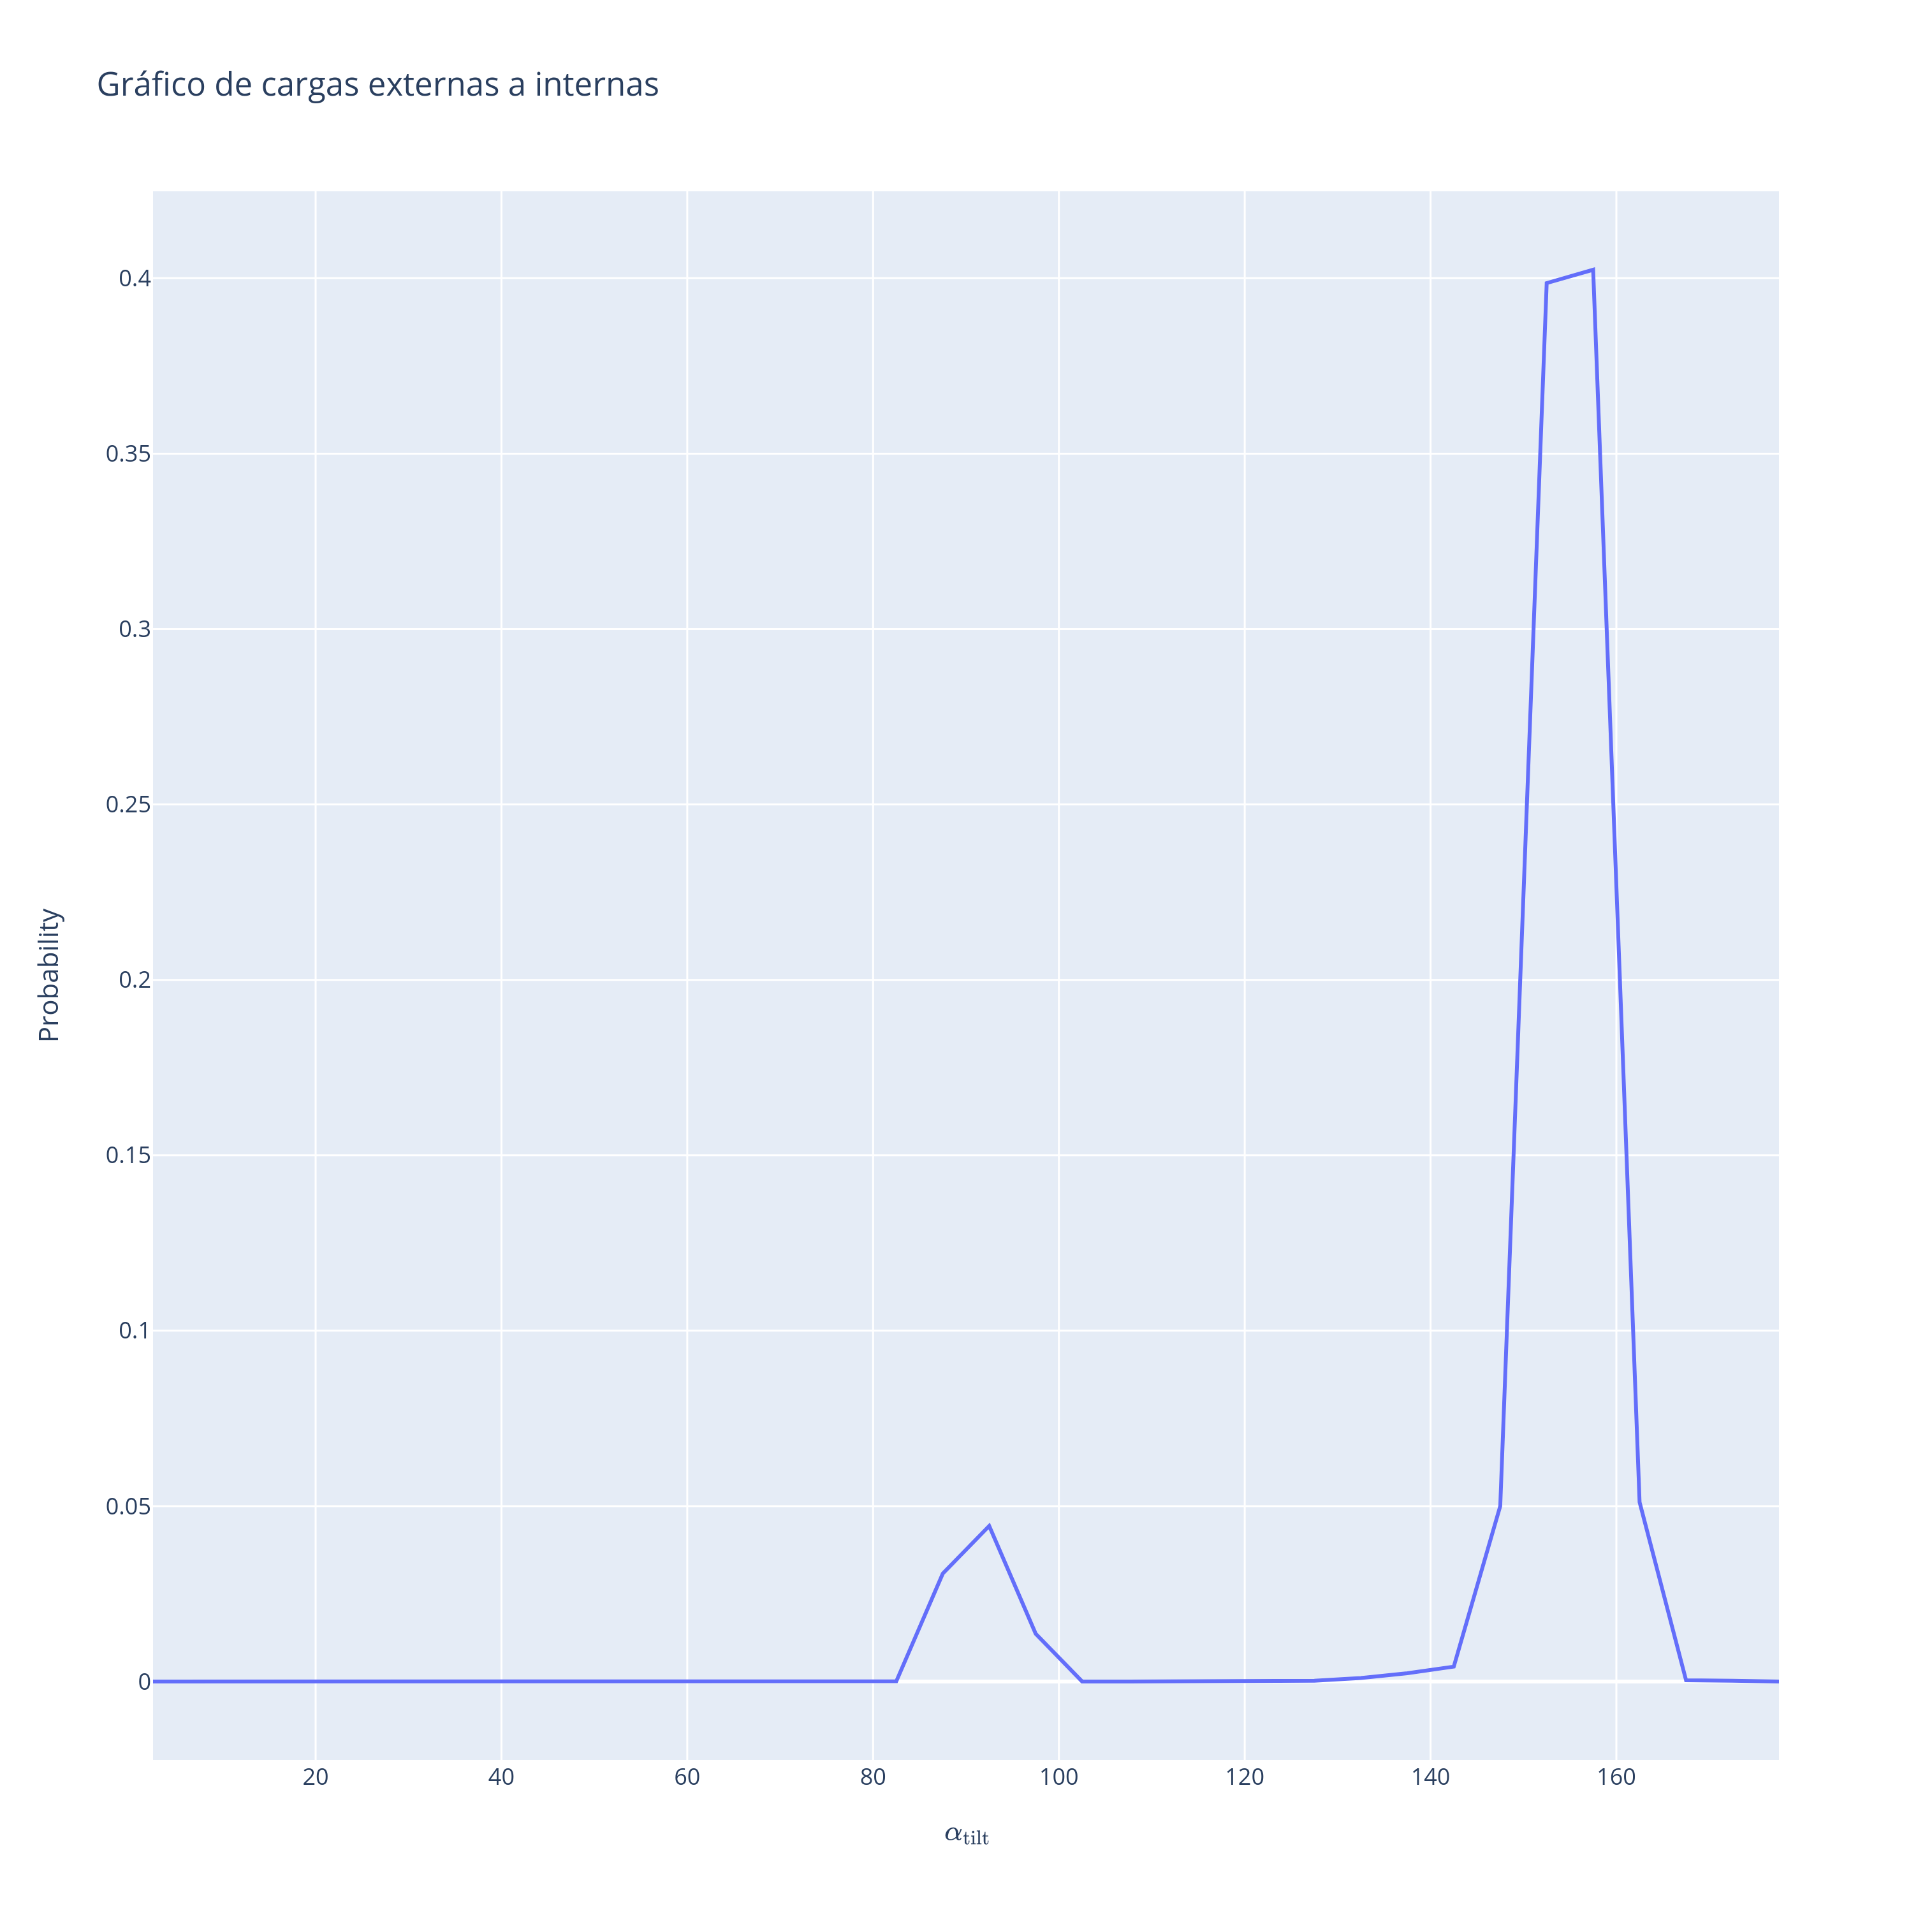 Gráfico de cargas externas a internas
0.4
0.35
0.3
0.25
0.2
0.15
0.1
0.05
0
Probability
20 40 60 80 100 120 140 160
α_tilt